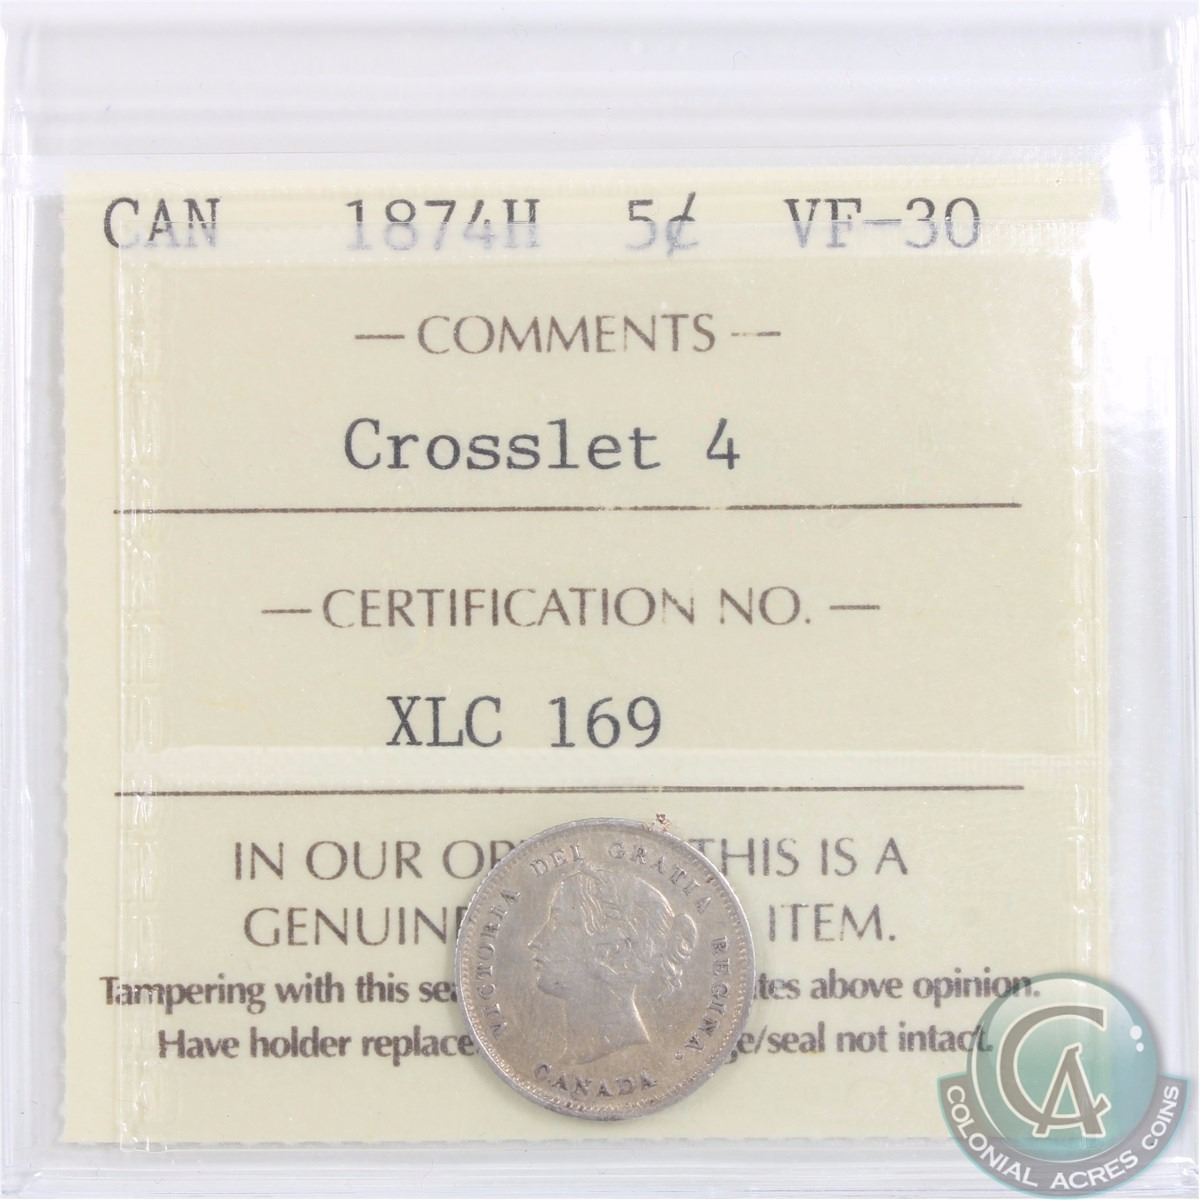 CAN 1874H 5¢ VF-30
— COMMENTS —
Crosslet 4
— CERTIFICATION NO. —
XLC 169
IN OUR OP THIS IS A
GENUIN ITEM.
Tampering with this sea tes above opinion.
Have holder replace e/seal not intact.
VICTORIA DEI GRATIA REGINA.
CANADA
CA
COLONIAL ACRES COINS